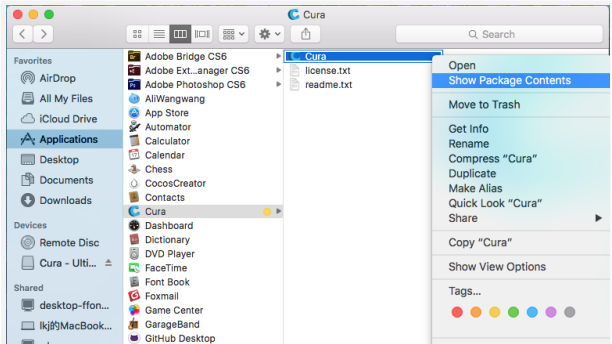 Cura
Search
Favorites
AirDrop
All My Files
iCloud Drive
Applications
Desktop
Documents
Downloads
Devices
Remote Disc
Cura - Ulti...
Shared
desktop-ffon...
lkj的MacBook...
Adobe Bridge CS6
Adobe Ext...anager CS6
Adobe Photoshop CS6
AliWangwang
App Store
Automator
Calculator
Calendar
Chess
CocosCreator
Contacts
Cura
Dashboard
Dictionary
DVD Player
FaceTime
Font Book
Foxmail
Game Center
GarageBand
GitHub Desktop
Cura
license.txt
readme.txt
Open
Show Package Contents
Move to Trash
Get Info
Rename
Compress “Cura”
Duplicate
Make Alias
Quick Look “Cura”
Share
Copy “Cura”
Show View Options
Tags...